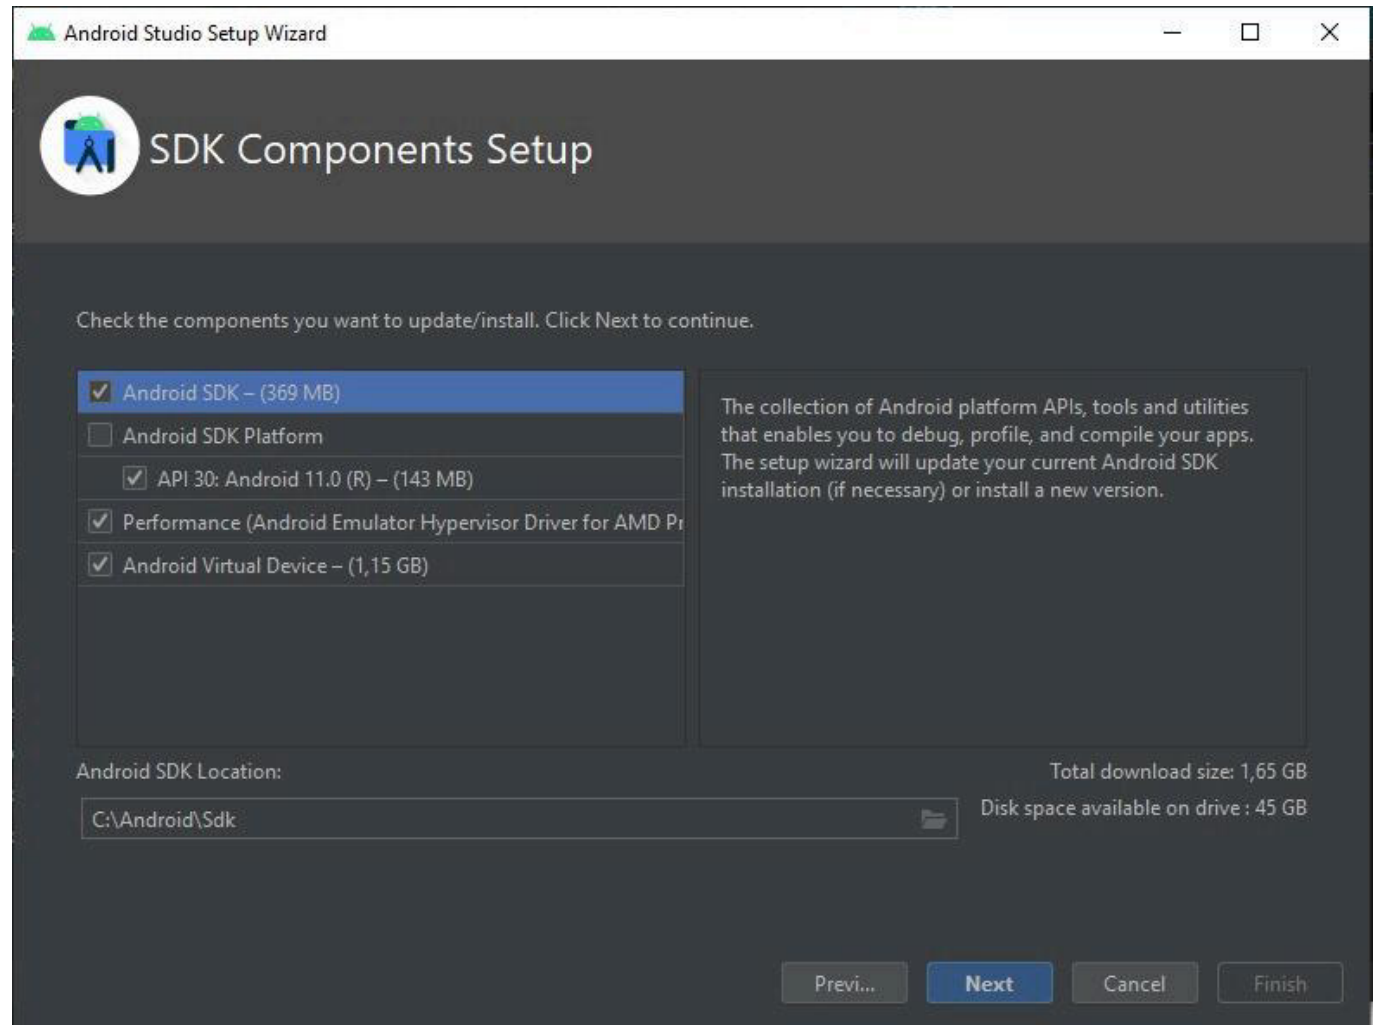 Android Studio Setup Wizard
SDK Components Setup
Check the components you want to update/install. Click Next to continue.
Android SDK – (369 MB)
Android SDK Platform
API 30: Android 11.0 (R) – (143 MB)
Performance (Android Emulator Hypervisor Driver for AMD Pr
Android Virtual Device – (1,15 GB)
The collection of Android platform APIs, tools and utilities
that enables you to debug, profile, and compile your apps.
The setup wizard will update your current Android SDK
installation (if necessary) or install a new version.
Android SDK Location:
Total download size: 1,65 GB
C:\Android\Sdk
Disk space available on drive : 45 GB
Previ...
Next
Cancel
Finish